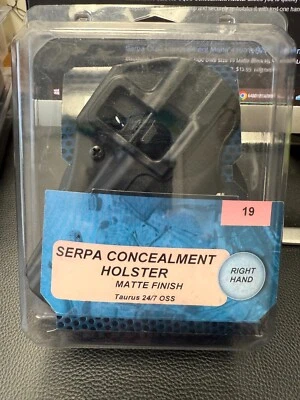 19
SERPA CONCEALMENT
HOLSTER
MATTE FINISH
Taurus 24/7 OSS
RIGHT
HAND